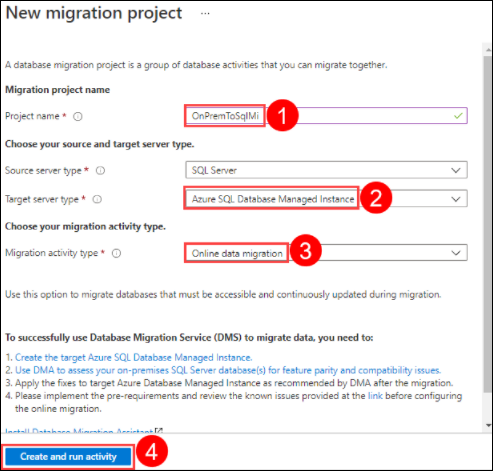 New migration project ...
A database migration project is a group of database activities that you can migrate together.
Migration project name
Project name * OnPremToSqlMi 1
Choose your source and target server type.
Source server type * SQL Server
Target server type * Azure SQL Database Managed Instance 2
Choose your migration activity type.
Migration activity type * Online data migration 3
Use this option to migrate databases that must be accessible and continuously updated during migration.
To successfully use Database Migration Service (DMS) to migrate data, you need to:
1. Create the target Azure SQL Database Managed Instance.
2. Use DMA to assess your on-premises SQL Server database(s) for feature parity and compatibility issues.
3. Apply the fixes to target Azure Database Managed Instance as recommended by DMA after the migration.
4. Please implement the pre-requirements and review the known issues provided at the link before configuring
the online migration.
Install Database Migration Assistant
Create and run activity 4